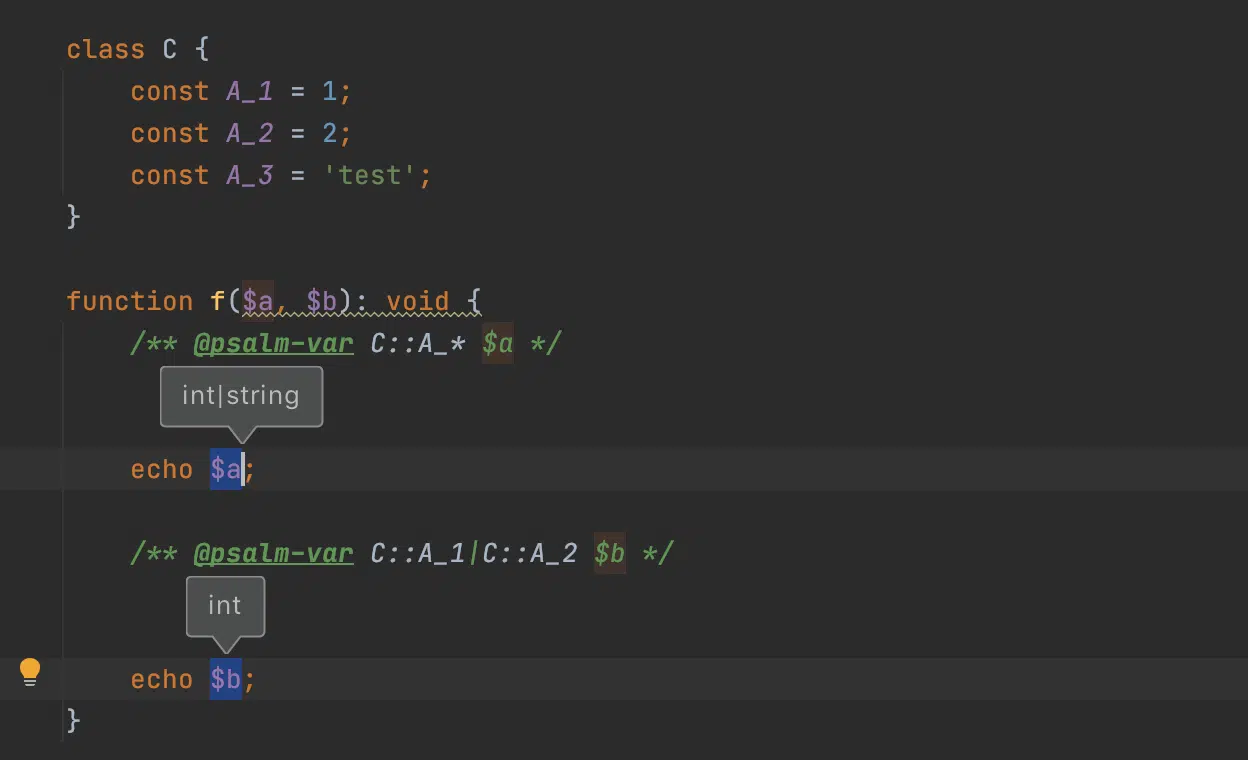 class C {
    const A_1 = 1;
    const A_2 = 2;
    const A_3 = 'test';
}
function f($a, $b): void {
    /** @psalm-var C::A_* $a */
int|string
    echo $a;
    /** @psalm-var C::A_1|C::A_2 $b */
int
    echo $b;
}